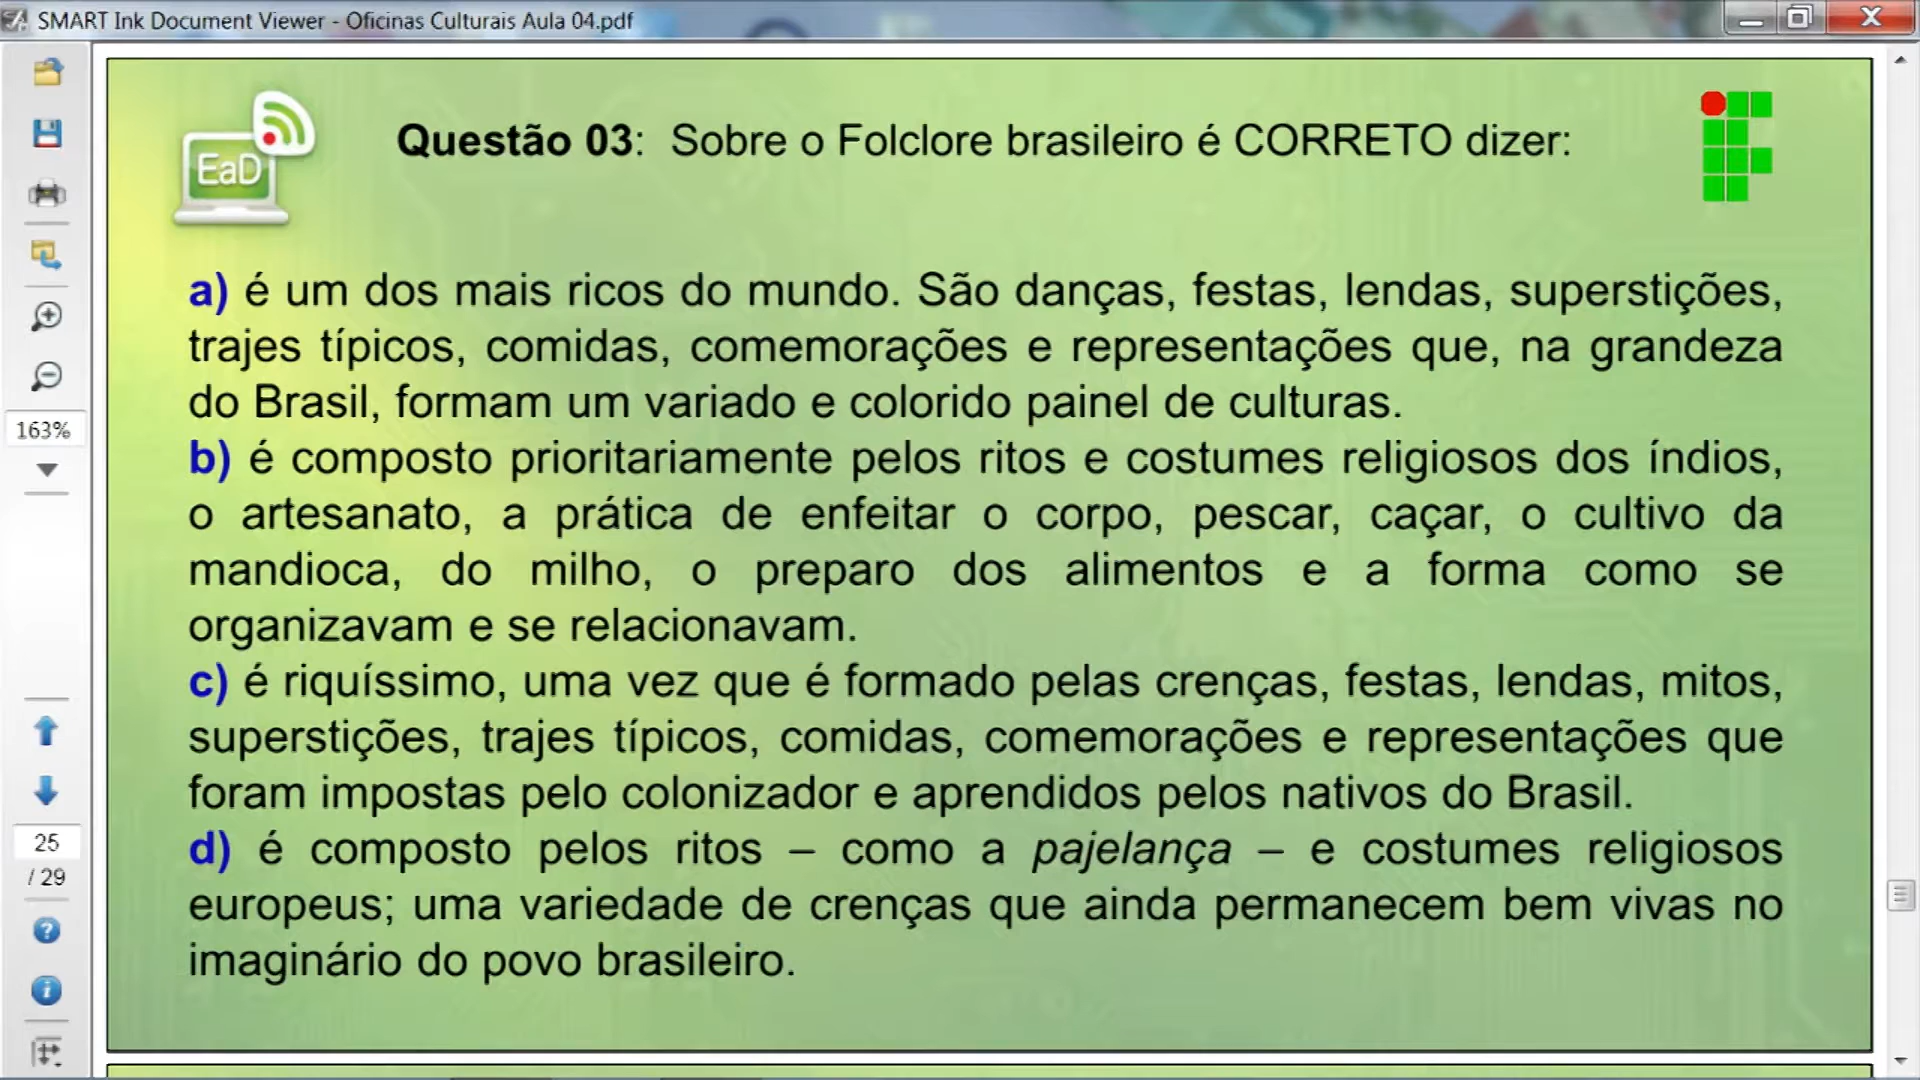 SMART Ink Document Viewer - Oficinas Culturais Aula 04.pdf
EaD
Questão 03: Sobre o Folclore brasileiro é CORRETO dizer:
a) é um dos mais ricos do mundo. São danças, festas, lendas, superstições,
trajes típicos, comidas, comemorações e representações que, na grandeza
do Brasil, formam um variado e colorido painel de culturas.
b) é composto prioritariamente pelos ritos e costumes religiosos dos índios,
o artesanato, a prática de enfeitar o corpo, pescar, caçar, o cultivo da
mandioca, do milho, o preparo dos alimentos e a forma como se
organizavam e se relacionavam.
c) é riquíssimo, uma vez que é formado pelas crenças, festas, lendas, mitos,
superstições, trajes típicos, comidas, comemorações e representações que
foram impostas pelo colonizador e aprendidos pelos nativos do Brasil.
d) é composto pelos ritos – como a pajelança – e costumes religiosos
europeus; uma variedade de crenças que ainda permanecem bem vivas no
imaginário do povo brasileiro.
163%
25
/ 29